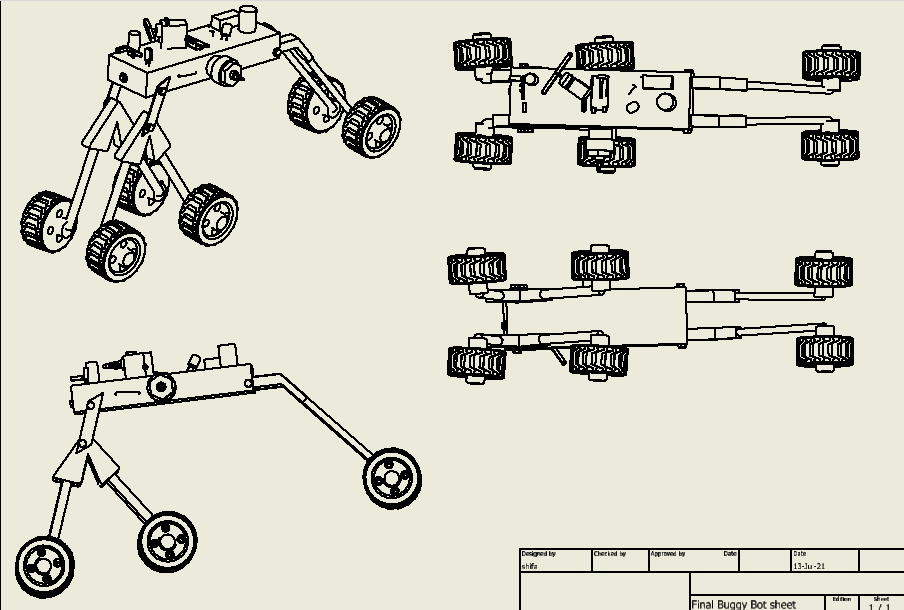 Designed by Checked by Approved by Date Date
shifa 13-Ju-21
Edition Sheet
Final Buggy Bot sheet 1 / 1